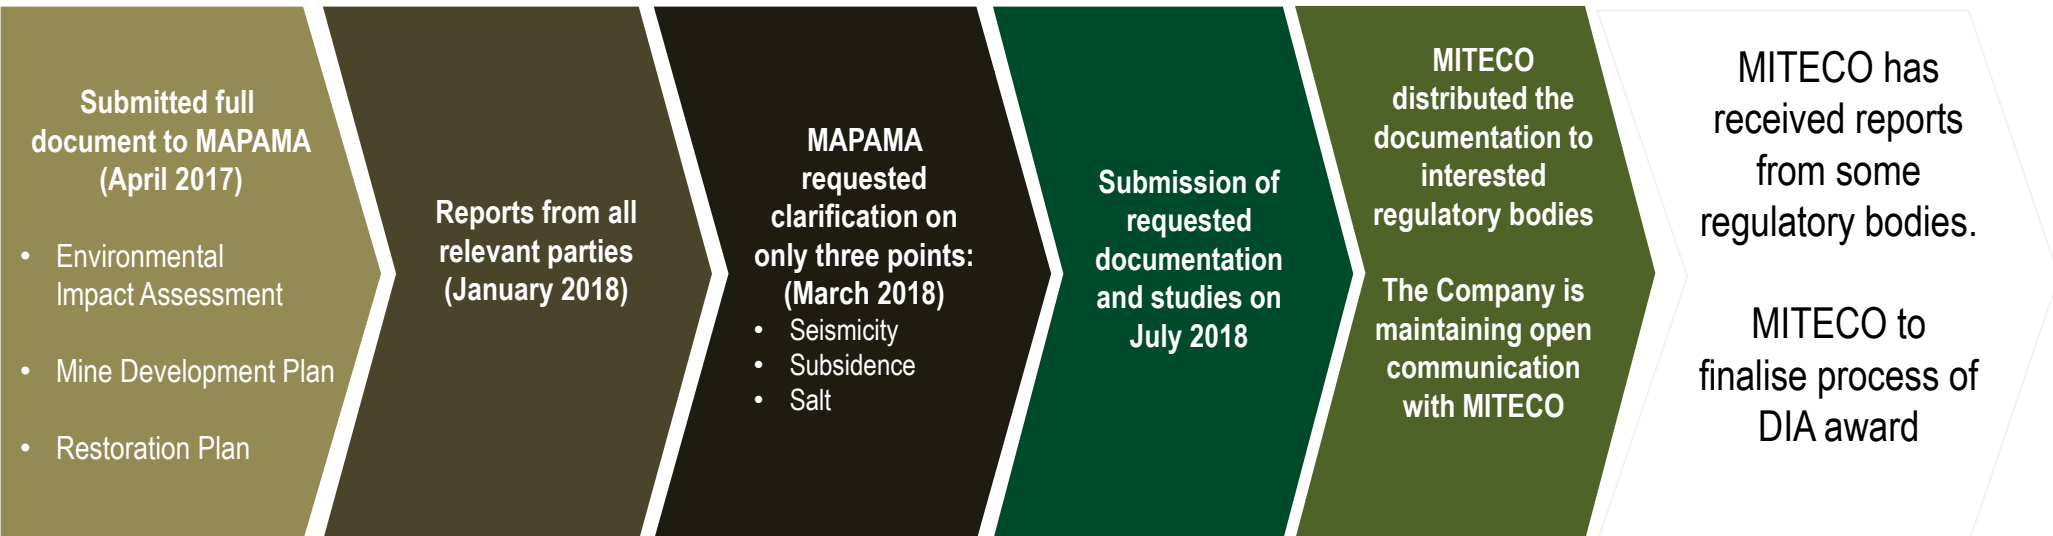 Submitted full
document to MAPAMA
(April 2017)
• Environmental
Impact Assessment
• Mine Development Plan
• Restoration Plan
Reports from all
relevant parties
(January 2018)
MAPAMA
requested
clarification on
only three points:
(March 2018)
• Seismicity
• Subsidence
• Salt
Submission of
requested
documentation
and studies on
July 2018
MITECO
distributed the
documentation to
interested
regulatory bodies
The Company is
maintaining open
communication
with MITECO
MITECO has
received reports
from some
regulatory bodies.
MITECO to
finalise process of
DIA award